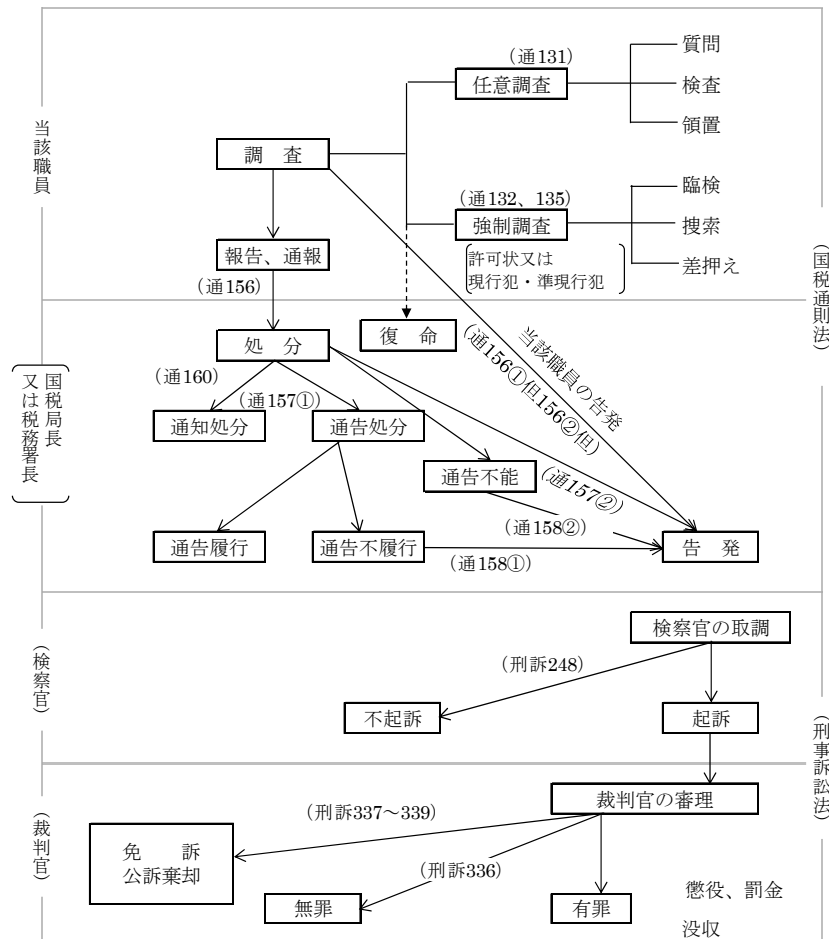 質問
(通131)
任意調査
検査
当該職員
領置
調　査
臨検
(通132、135)
強制調査
捜索
報告、通報
許可状又は
現行犯・準現行犯
差押え
(通156)
(国税通則法)
復　命
処　分
当該職員の告発
(通156①但156②但)
(通160)
(通157①)
国税局長
又は税務署長
通知処分
通告処分
通告不能
(通157②)
(通158②)
通告履行
通告不履行
告　発
(通158①)
検察官の取調
(検察官)
(刑訴248)
不起訴
起訴
(刑事訴訟法)
裁判官の審理
(裁判官)
(刑訴337～339)
免　訴
公訴棄却
(刑訴336)
無罪
有罪
懲役、罰金
没収